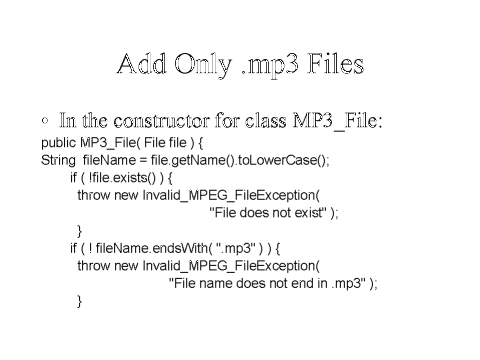 Add Only .mp3 Files
◦ In the constructor for class MP3_File:
public MP3_File( File file ) {
String  fileName = file.getName().toLowerCase();
if ( !file.exists() ) {
throw new Invalid_MPEG_FileException(
"File does not exist" );
}
if ( ! fileName.endsWith( ".mp3" ) ) {
throw new Invalid_MPEG_FileException(
"File name does not end in .mp3" );
}